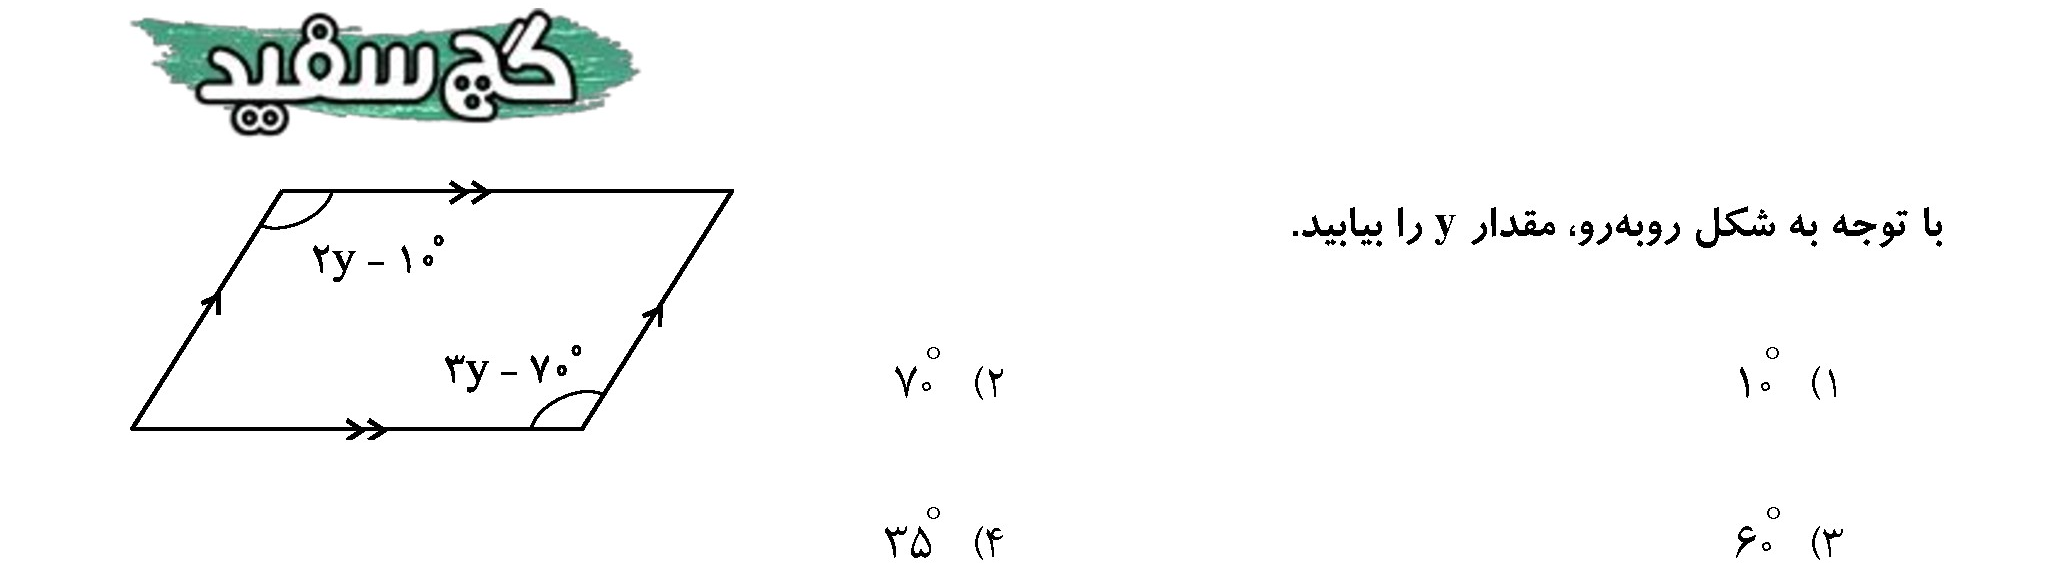 گچ سفید
با توجه به شکل روبه‌رو، مقدار y را بیابید.
۲y – ۱۰°
۳y – ۷۰°
۱) ۱۰° ۲) ۷۰°
۳) ۶۰° ۴) ۳۵°